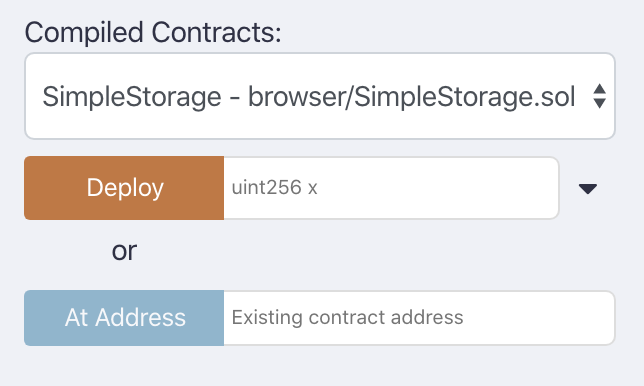 Compiled Contracts:
SimpleStorage - browser/SimpleStorage.sol
Deploy uint256 x
or
At Address Existing contract address